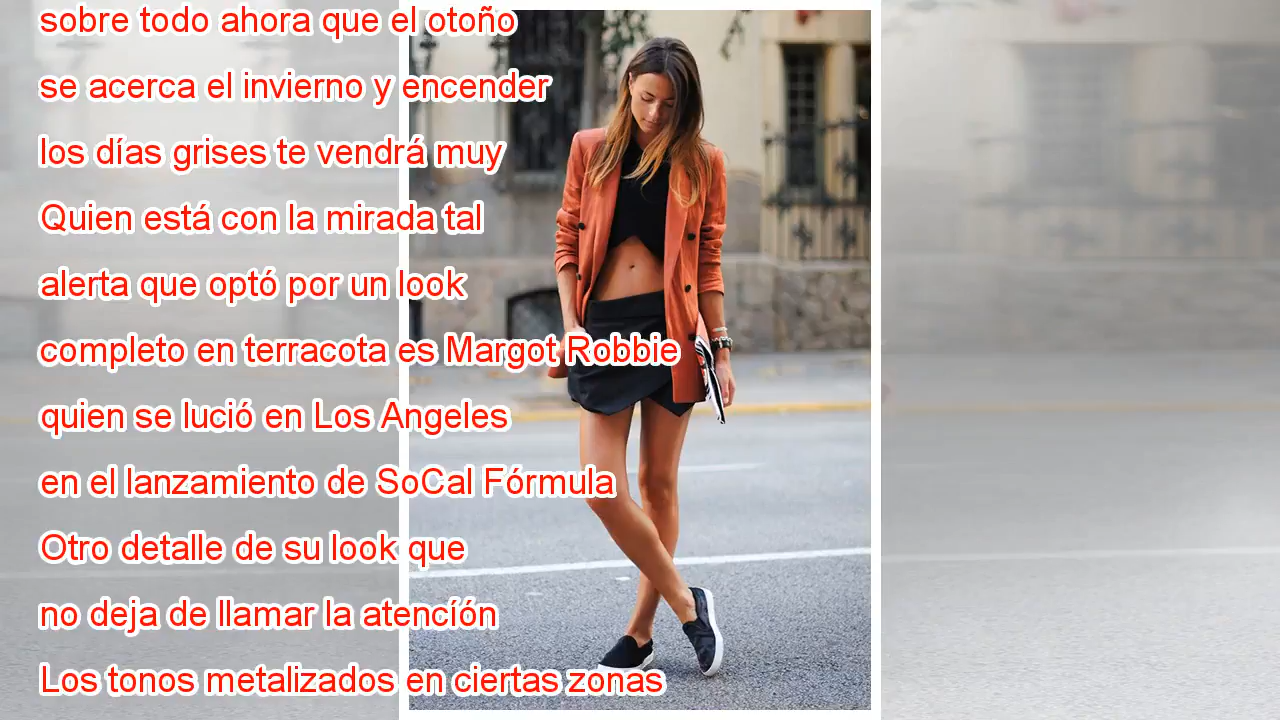 sobre todo ahora que el otoño
se acerca el invierno y encender
los días grises te vendrá muy
Quien está con la mirada tal
alerta que optó por un look
completo en terracota es Margot Robbie
quien se lució en Los Angeles
en el lanzamiento de SoCal Fórmula
Otro detalle de su look que
no deja de llamar la atencíón
Los tonos metalizados en ciertas zonas